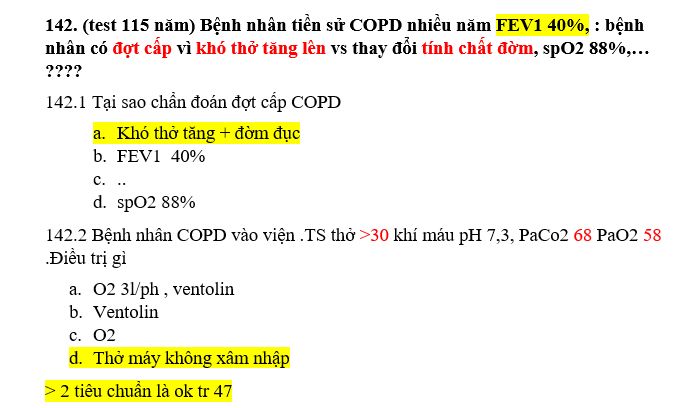 142. (test 115 năm) Bệnh nhân tiền sử COPD nhiều năm FEV1 40%, : bệnh
nhân có đợt cấp vì khó thở tăng lên vs thay đổi tính chất đờm, spO2 88%,…
????
142.1 Tại sao chẩn đoán đợt cấp COPD
a. Khó thở tăng + đờm đục
b. FEV1 40%
c. ..
d. spO2 88%
142.2 Bệnh nhân COPD vào viện .TS thở >30 khí máu pH 7,3, PaCo2 68 PaO2 58
.Điều trị gì
a. O2 3l/ph , ventolin
b. Ventolin
c. O2
d. Thở máy không xâm nhập
> 2 tiêu chuẩn là ok tr 47